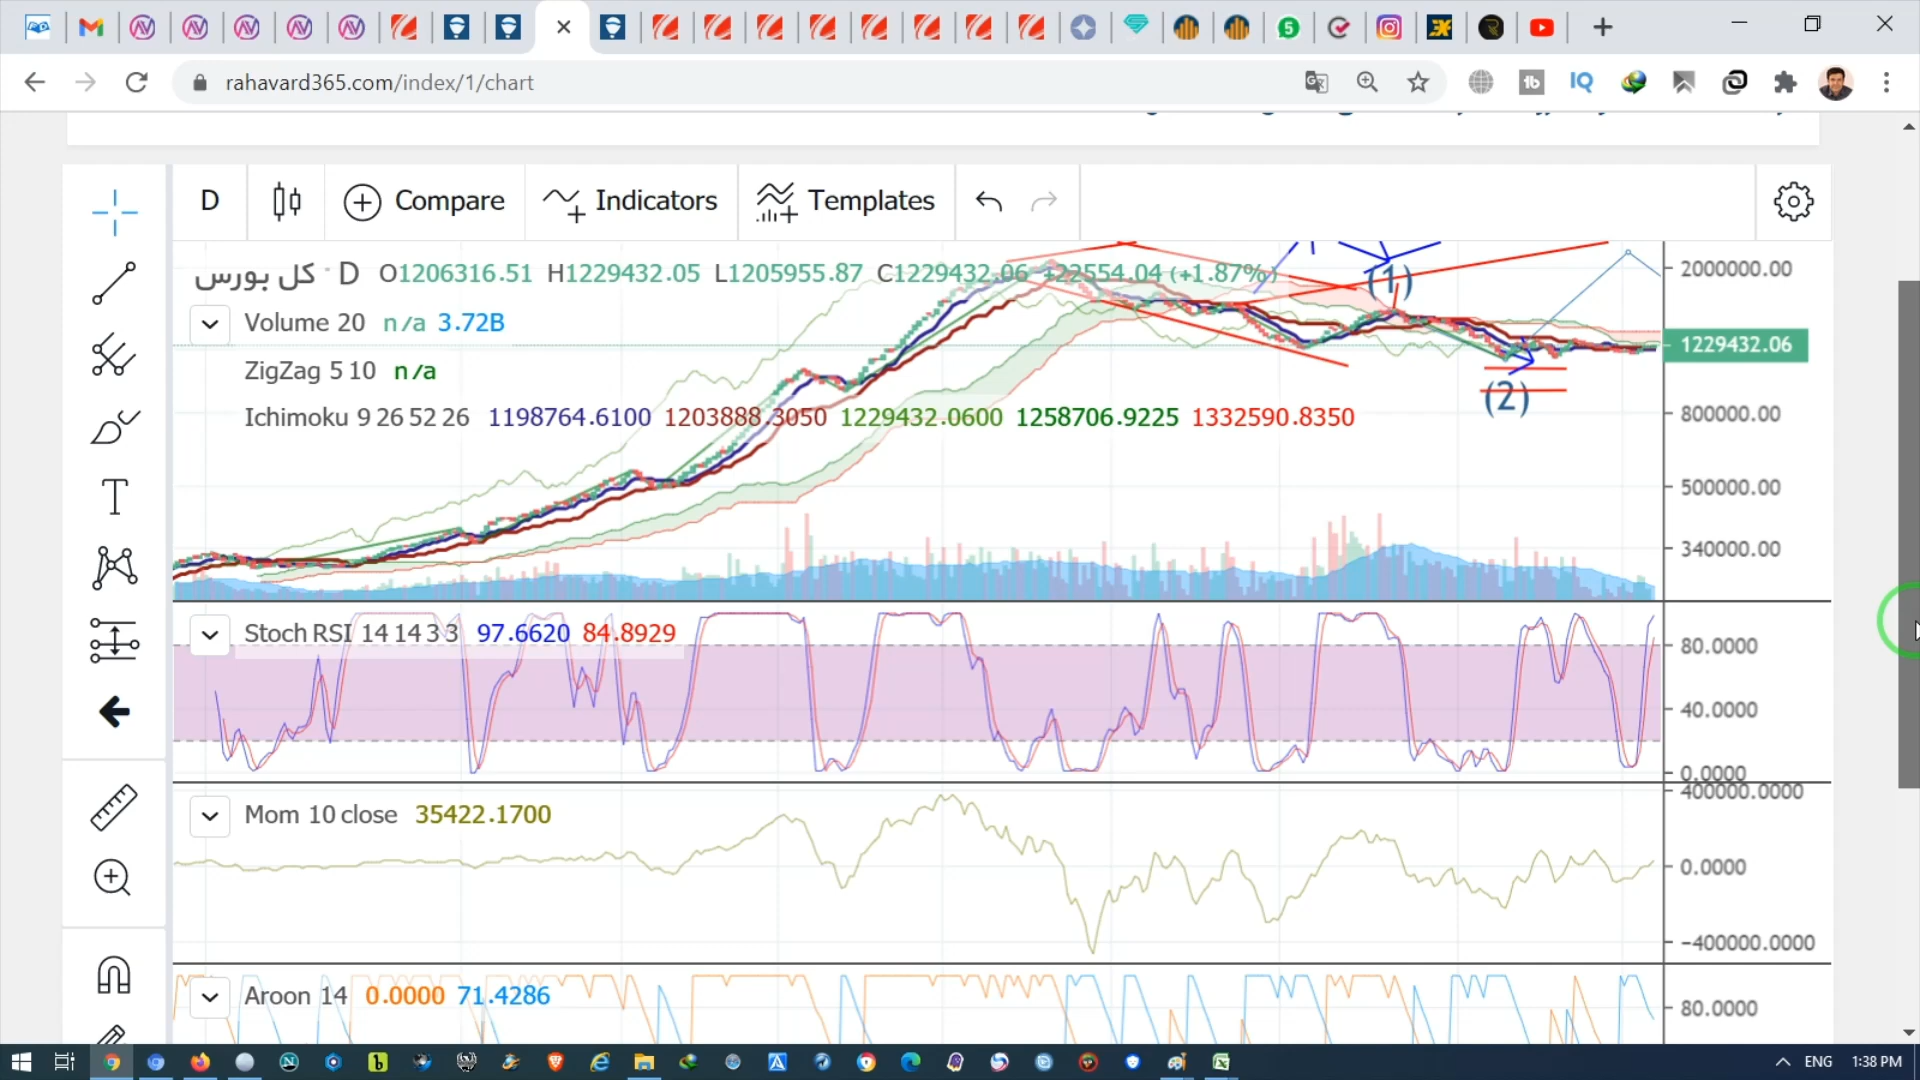 rahavard365.com/index/1/chart
D
Compare
Indicators
Templates
کل بورس · D O1206316.51 H1229432.05 L1205955.87 C1229432.06 +22554.04 (+1.87%)
Volume 20 n/a 3.72B
ZigZag 5 10 n/a
Ichimoku 9 26 52 26 1198764.6100 1203888.3050 1229432.0600 1258706.9225 1332590.8350
(1)
(2)
2000000.00
1229432.06
800000.00
500000.00
340000.00
Stoch RSI 14 14 3 3 97.6620 84.8929
80.0000
40.0000
0.0000
Mom 10 close 35422.1700
400000.0000
0.0000
-400000.0000
Aroon 14 0.0000 71.4286
80.0000
ENG 1:38 PM